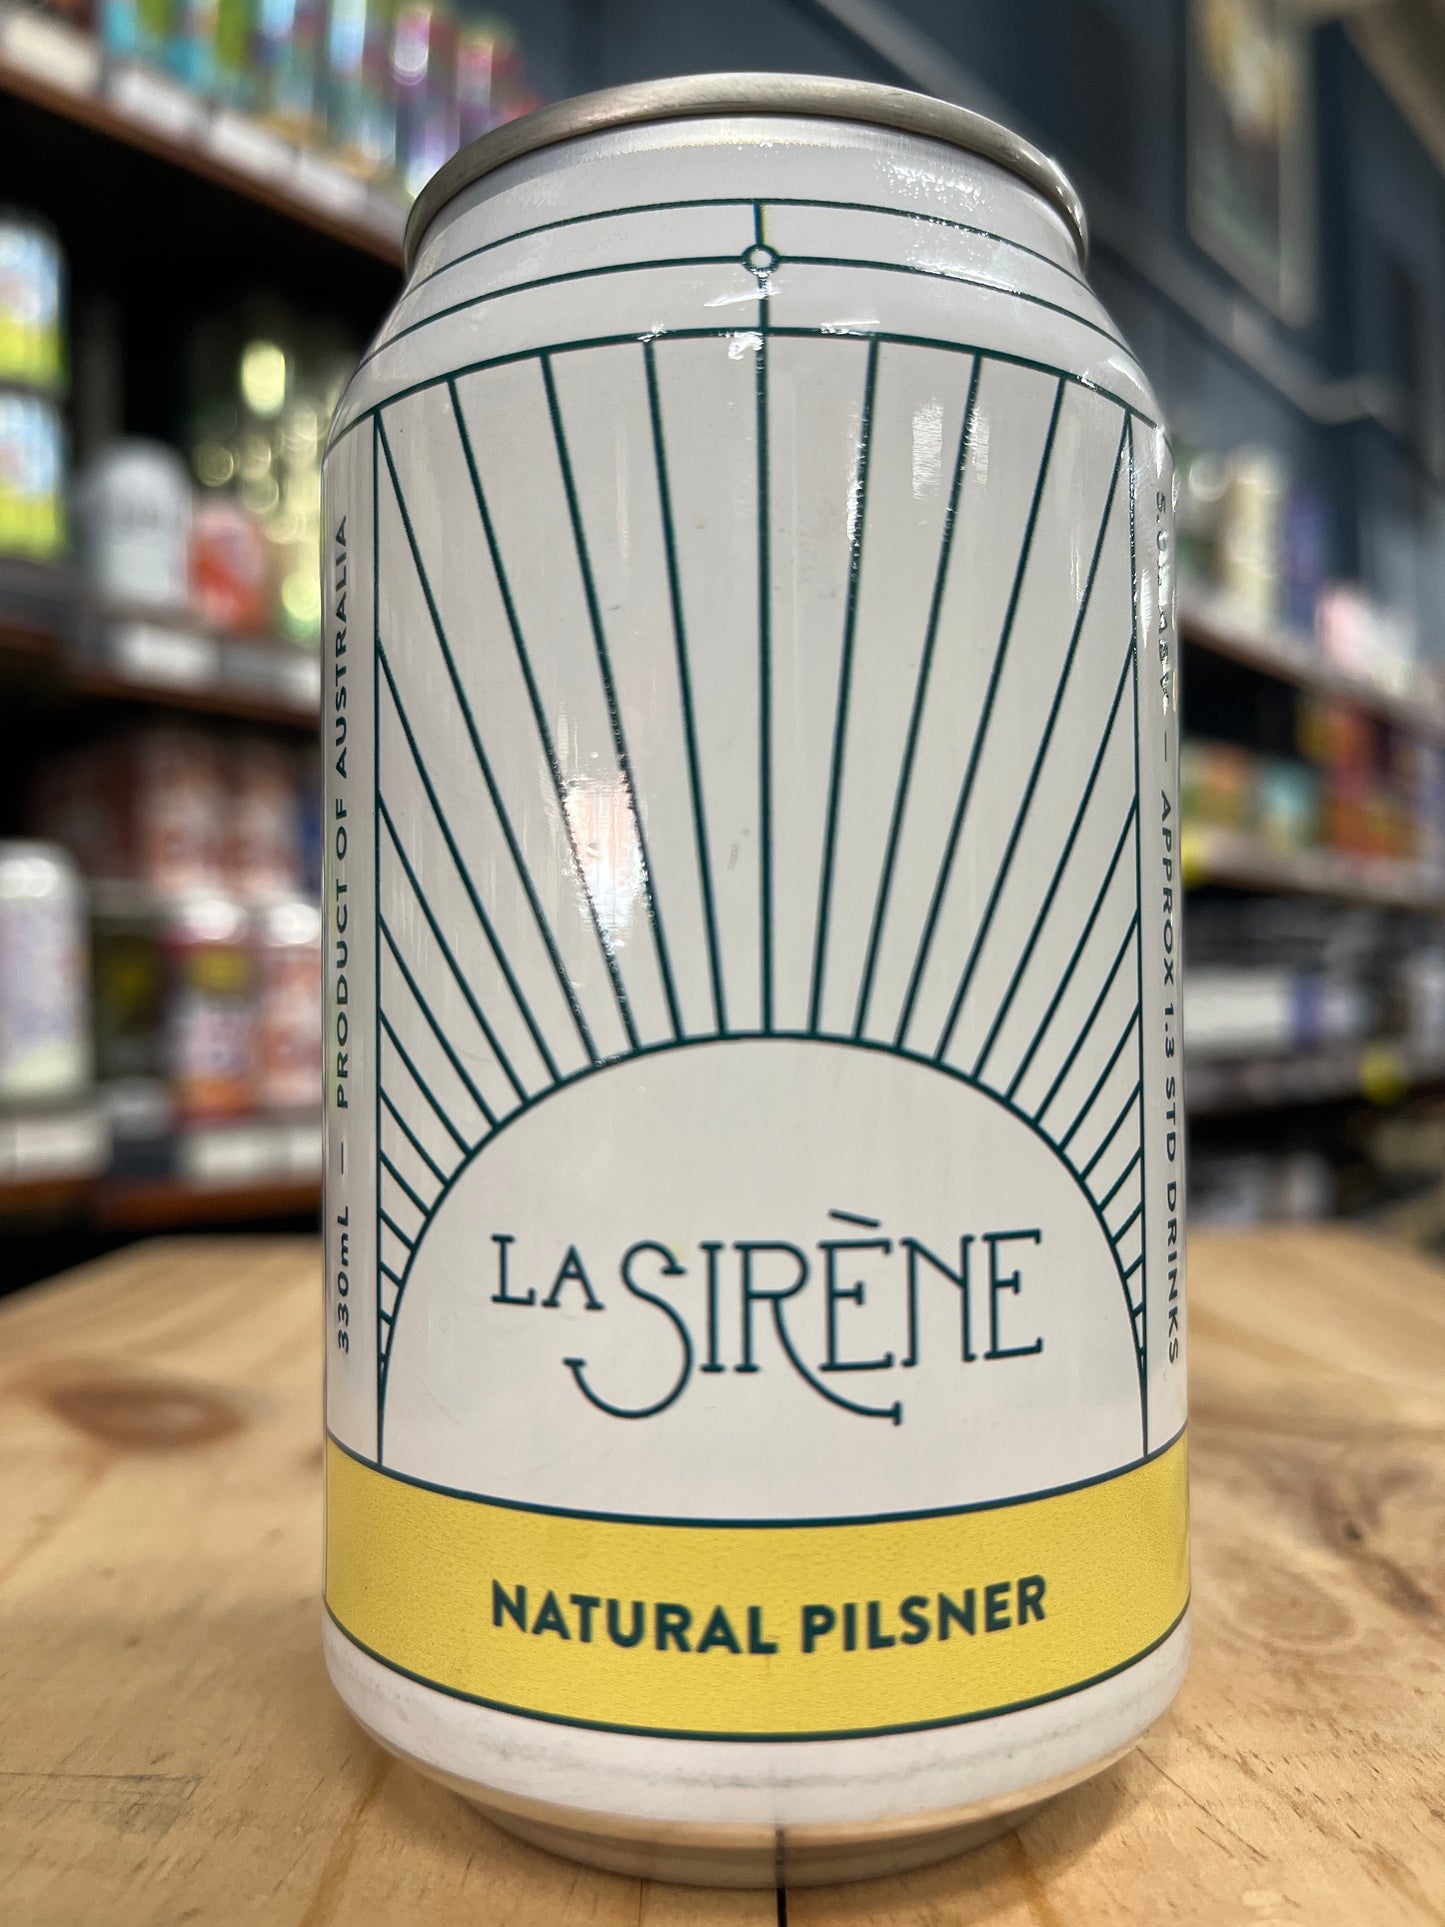 LA SIRÈNE
NATURAL PILSNER
330mL — PRODUCT OF AUSTRALIA
— APPROX 1.3 STD DRINKS